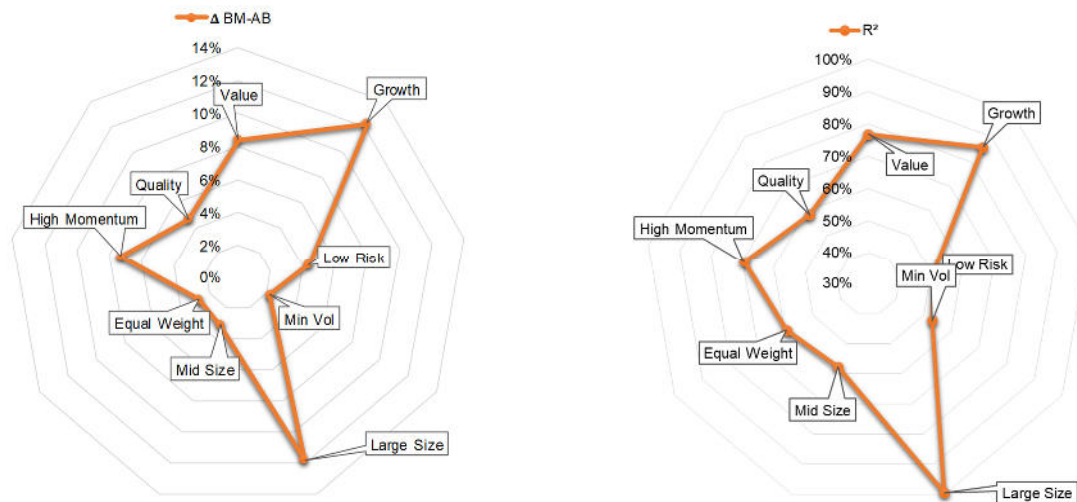 Δ BM-AB
14%
12%
10%
8%
6%
4%
2%
0%
Value
Growth
Low Risk
Min Vol
Large Size
Mid Size
Equal Weight
High Momentum
Quality
R²
100%
90%
80%
70%
60%
50%
40%
30%
Value
Growth
Low Risk
Min Vol
Large Size
Mid Size
Equal Weight
High Momentum
Quality